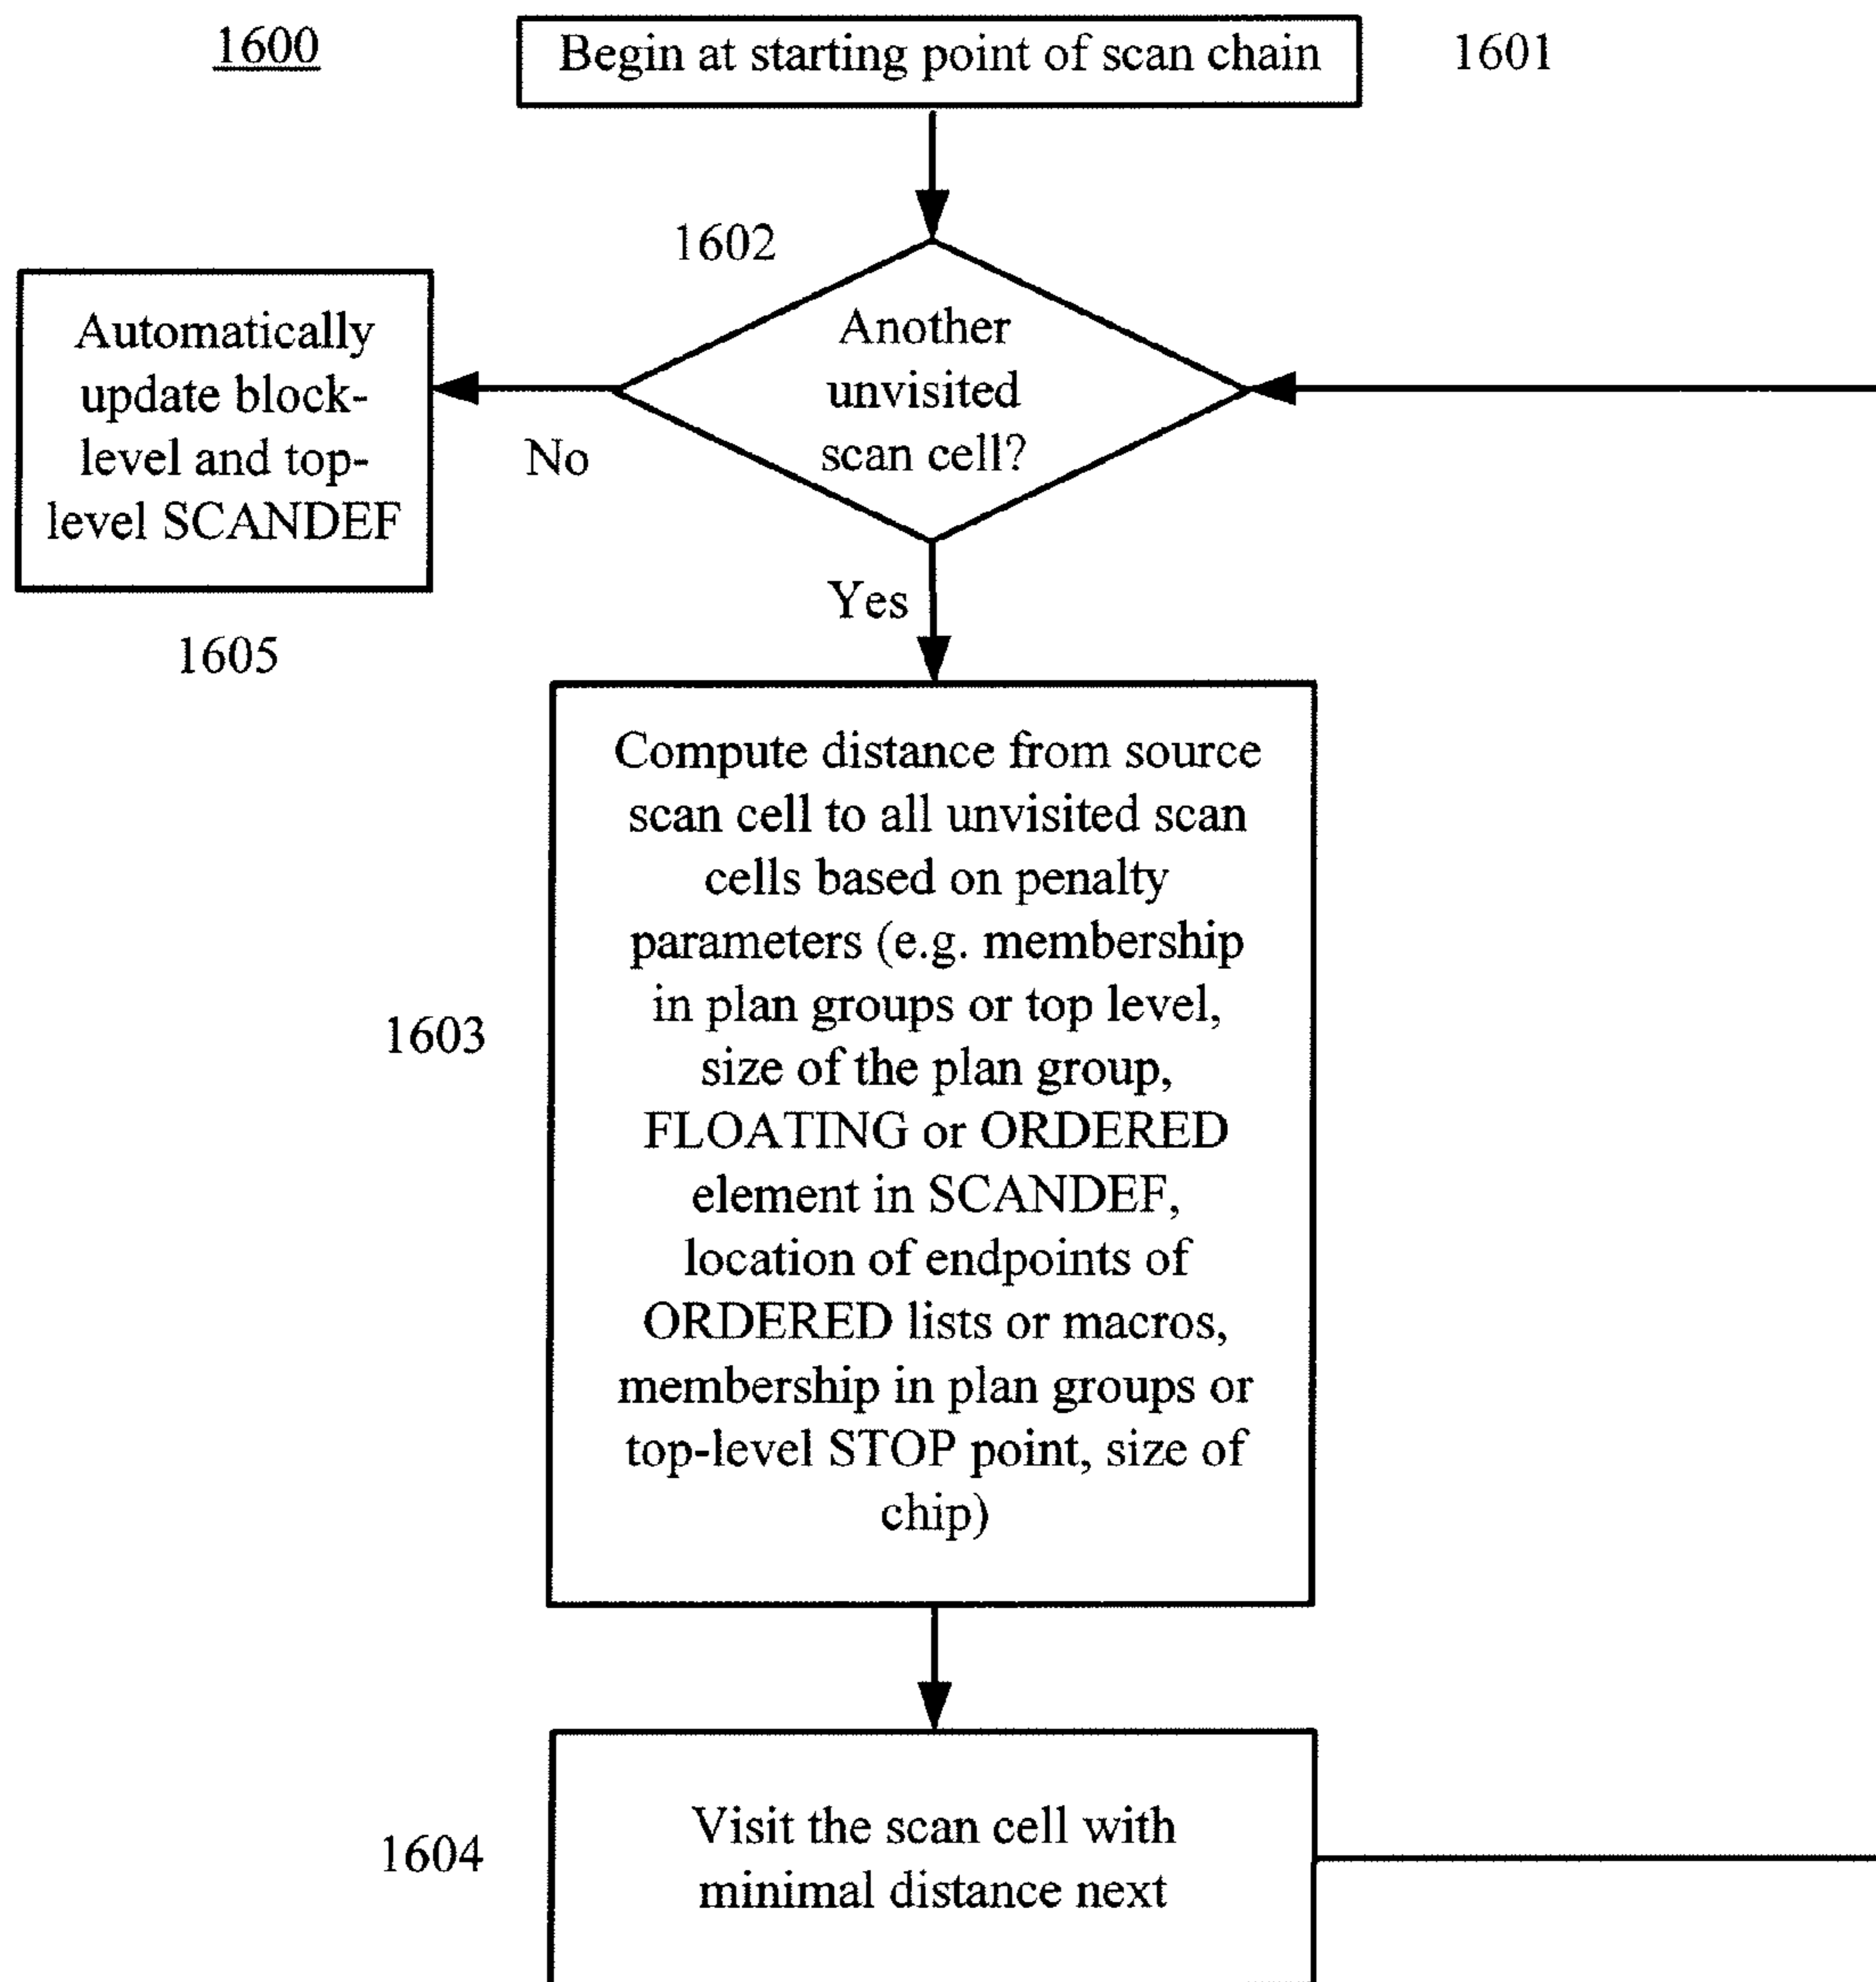 1600
Begin at starting point of scan chain
1601
1602
Another
unvisited
scan cell?
Automatically
update block-
level and top-
level SCANDEF
No
Yes
1605
Compute distance from source
scan cell to all unvisited scan
cells based on penalty
parameters (e.g. membership
in plan groups or top level,
size of the plan group,
FLOATING or ORDERED
element in SCANDEF,
location of endpoints of
ORDERED lists or macros,
membership in plan groups or
top-level STOP point, size of
chip)
1603
Visit the scan cell with
minimal distance next
1604